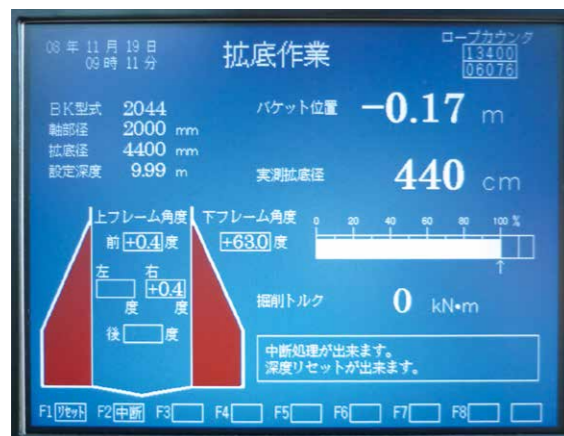 08 年 11 月 19 日
09 時 11 分
拡底作業
ロープカウンタ
13400
06076
BK型式 2044
軸部径 2000 mm
拡底径 4400 mm
設定深度 9.99 m
バケット位置 -0.17 m
実測拡底径 440 cm
上フレーム角度 下フレーム角度
前 +0.4 度 +63.0 度
0 20 40 60 80 100 %
左 右
+0.4
度 度
後 度
掘削トルク 0 kN•m
中断処理が出来ます。
深度リセットが出来ます。
F1 リセット F2 中断 F3 F4 F5 F6 F7 F8